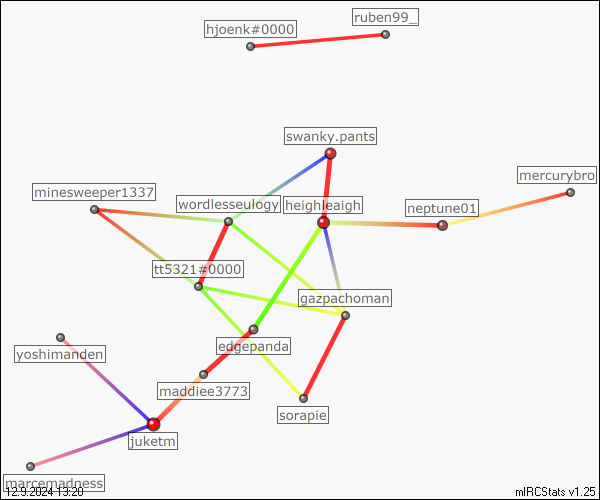 ruben99_
hjoenk#0000
swanky.pants
mercurybro
minesweeper1337
wordlesseulogy
heighleaigh
neptune01
tt5321#0000
gazpachoman
edgepanda
yoshimanden
maddiee3773
sorapie
juketm
marcemadness
12.9.2024 13:20
mIRCStats v1.25